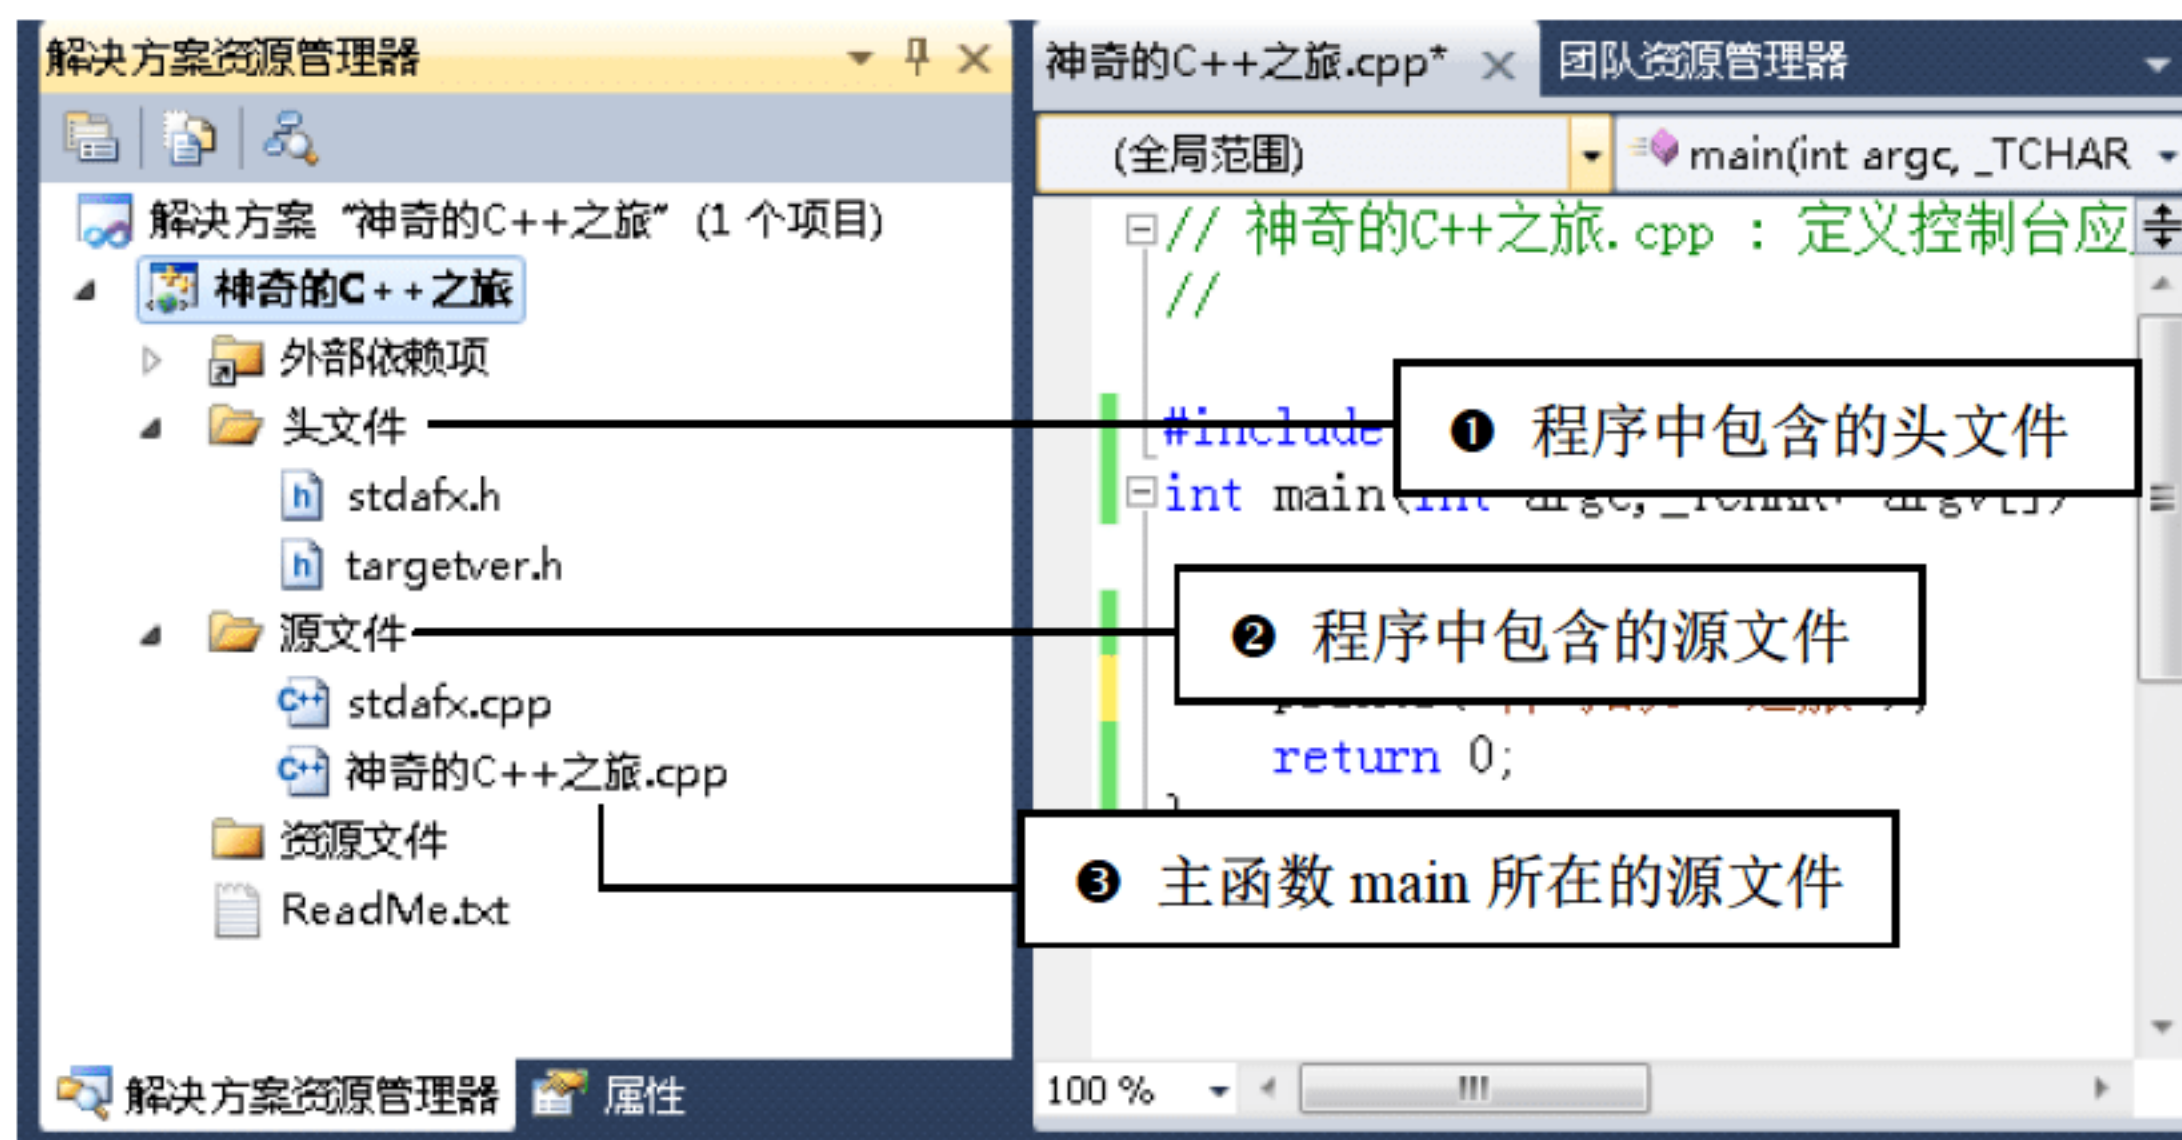 解决方案资源管理器
解决方案 “神奇的C++之旅” (1 个项目)
神奇的C++之旅
外部依赖项
头文件
stdafx.h
targetver.h
源文件
stdafx.cpp
神奇的C++之旅.cpp
资源文件
ReadMe.txt
解决方案资源管理器 属性
神奇的C++之旅.cpp* 团队资源管理器
(全局范围) main(int argc, _TCHAR
// 神奇的C++之旅.cpp : 定义控制台应
//
#include
❶ 程序中包含的头文件
int main(int argc,_TCHAR* argv[])
❷ 程序中包含的源文件
return 0;
❸ 主函数 main 所在的源文件
100 %